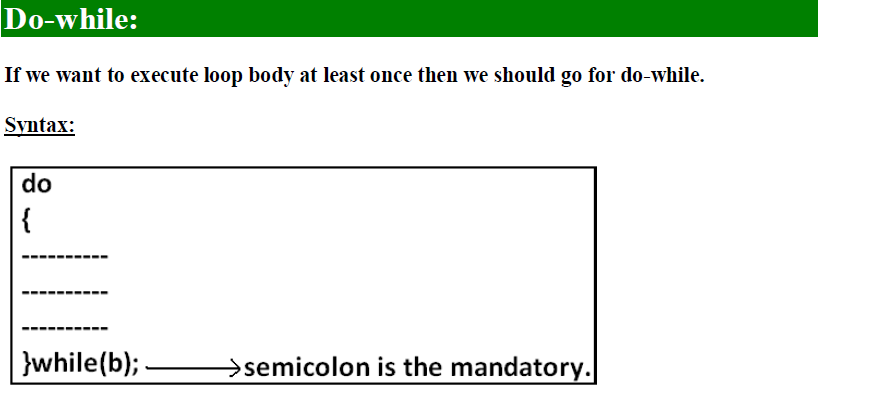 Do-while:
If we want to execute loop body at least once then we should go for do-while.
Syntax:
do
{
----------
----------
----------
}while(b); semicolon is the mandatory.